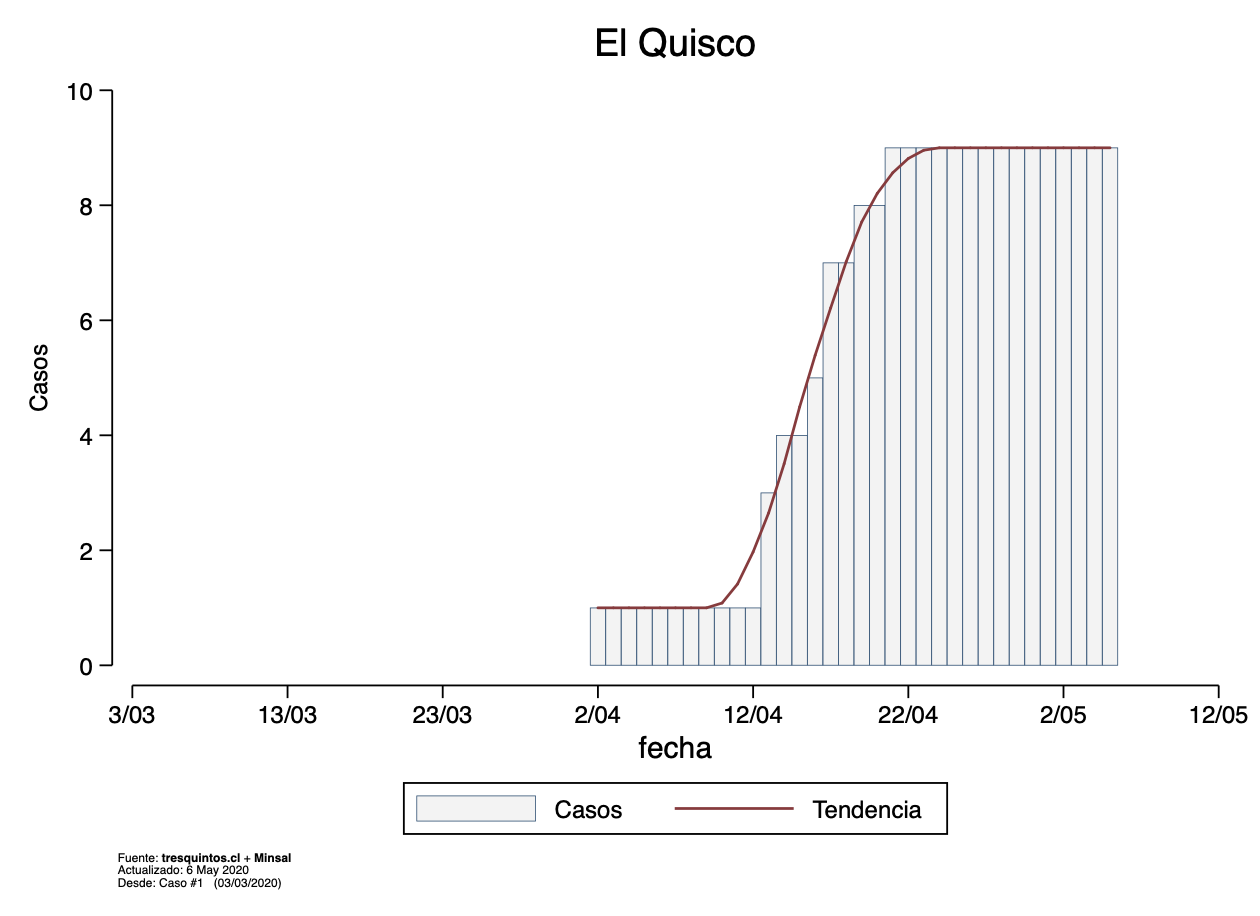 El Quisco
10
8
6
4
2
0
Casos
3/03 13/03 23/03 2/04 12/04 22/04 2/05 12/05
fecha
Casos Tendencia
Fuente: tresquintos.cl + Minsal
Actualizado: 6 May 2020
Desde: Caso #1 (03/03/2020)